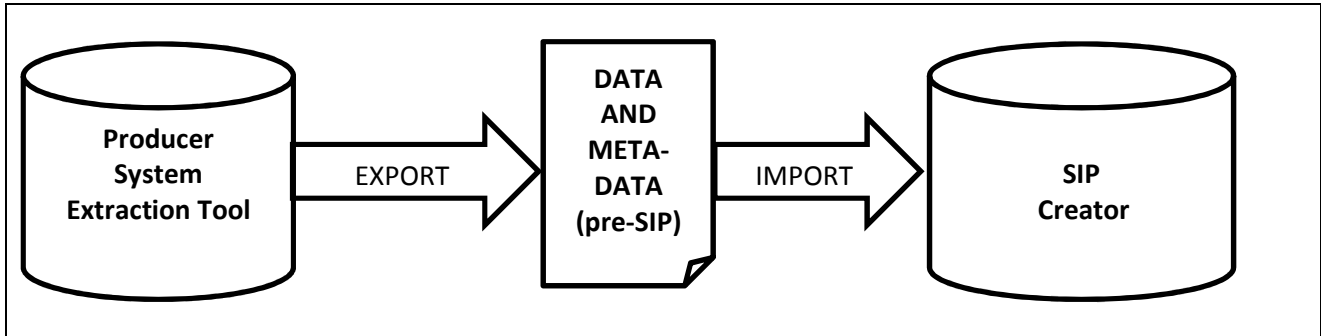 Producer
System
Extraction Tool
EXPORT
DATA
AND
META-
DATA
(pre-SIP)
IMPORT
SIP
Creator